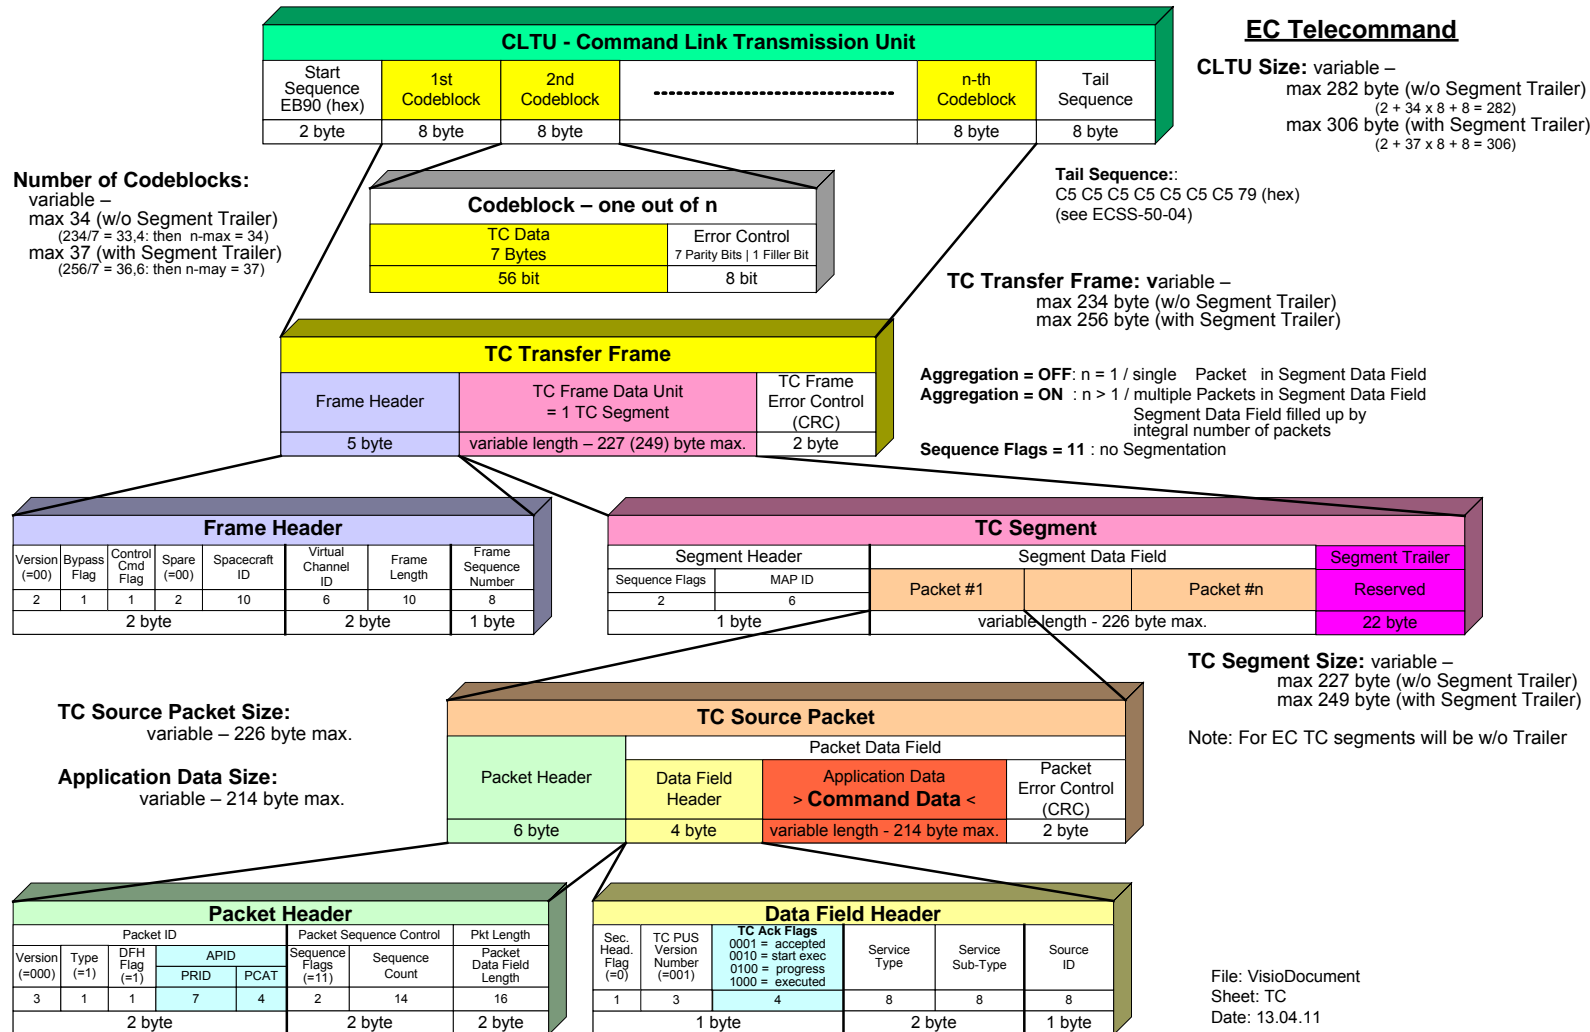 EC Telecommand
CLTU - Command Link Transmission Unit
Start Sequence EB90 (hex)
1st Codeblock
2nd Codeblock
n-th Codeblock
Tail Sequence
2 byte
8 byte
8 byte
8 byte
8 byte
CLTU Size: variable –
max 282 byte (w/o Segment Trailer)
(2 + 34 x 8 + 8 = 282)
max 306 byte (with Segment Trailer)
(2 + 37 x 8 + 8 = 306)
Number of Codeblocks:
variable –
max 34 (w/o Segment Trailer)
(234/7 = 33,4: then n-max = 34)
max 37 (with Segment Trailer)
(256/7 = 36,6: then n-may = 37)
Codeblock – one out of n
TC Data
7 Bytes
Error Control
7 Parity Bits | 1 Filler Bit
56 bit
8 bit
Tail Sequence::
C5 C5 C5 C5 C5 C5 C5 79 (hex)
(see ECSS-50-04)
TC Transfer Frame: variable –
max 234 byte (w/o Segment Trailer)
max 256 byte (with Segment Trailer)
TC Transfer Frame
Frame Header
TC Frame Data Unit
= 1 TC Segment
TC Frame
Error Control
(CRC)
5 byte
variable length – 227 (249) byte max.
2 byte
Aggregation = OFF: n = 1 / single Packet in Segment Data Field
Aggregation = ON : n > 1 / multiple Packets in Segment Data Field
Segment Data Field filled up by
integral number of packets
Sequence Flags = 11 : no Segmentation
Frame Header
Version (=00)
Bypass Flag
Control Cmd Flag
Spare (=00)
Spacecraft ID
Virtual Channel ID
Frame Length
Frame Sequence Number
2
1
1
2
10
6
10
8
2 byte
2 byte
1 byte
TC Segment
Segment Header
Segment Data Field
Segment Trailer
Sequence Flags
MAP ID
Packet #1
Packet #n
Reserved
2
6
1 byte
variable length - 226 byte max.
22 byte
TC Segment Size: variable –
max 227 byte (w/o Segment Trailer)
max 249 byte (with Segment Trailer)
Note: For EC TC segments will be w/o Trailer
TC Source Packet Size:
variable – 226 byte max.
Application Data Size:
variable – 214 byte max.
TC Source Packet
Packet Header
Packet Data Field
Data Field Header
Application Data
> Command Data <
Packet
Error Control
(CRC)
6 byte
4 byte
variable length - 214 byte max.
2 byte
Packet Header
Packet ID
Packet Sequence Control
Pkt Length
Version (=000)
Type (=1)
DFH Flag (=1)
APID
PRID
PCAT
Sequence Flags (=11)
Sequence Count
Packet Data Field Length
3
1
1
7
4
2
14
16
2 byte
2 byte
2 byte
Data Field Header
Sec. Head. Flag (=0)
TC PUS Version Number (=001)
TC Ack Flags
0001 = accepted
0010 = start exec
0100 = progress
1000 = executed
Service Type
Service Sub-Type
Source ID
1
3
4
8
8
8
1 byte
2 byte
1 byte
File: VisioDocument
Sheet: TC
Date: 13.04.11